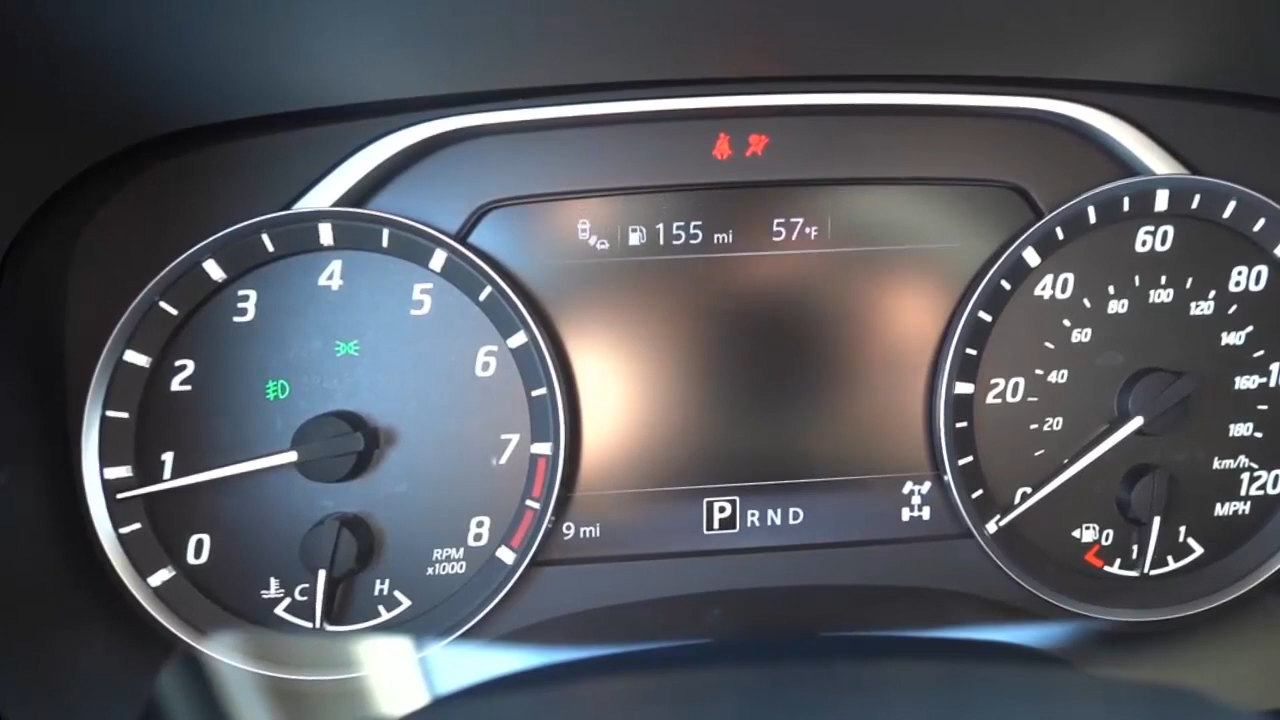 155 mi 57°F
4
3 5
2 6
1 7
0 8
RPM
x1000
C H
9 mi
P R N D
60
40 80
20
80 100 120
60 140
40 160
20 180
km/h
120
MPH
0 1
1